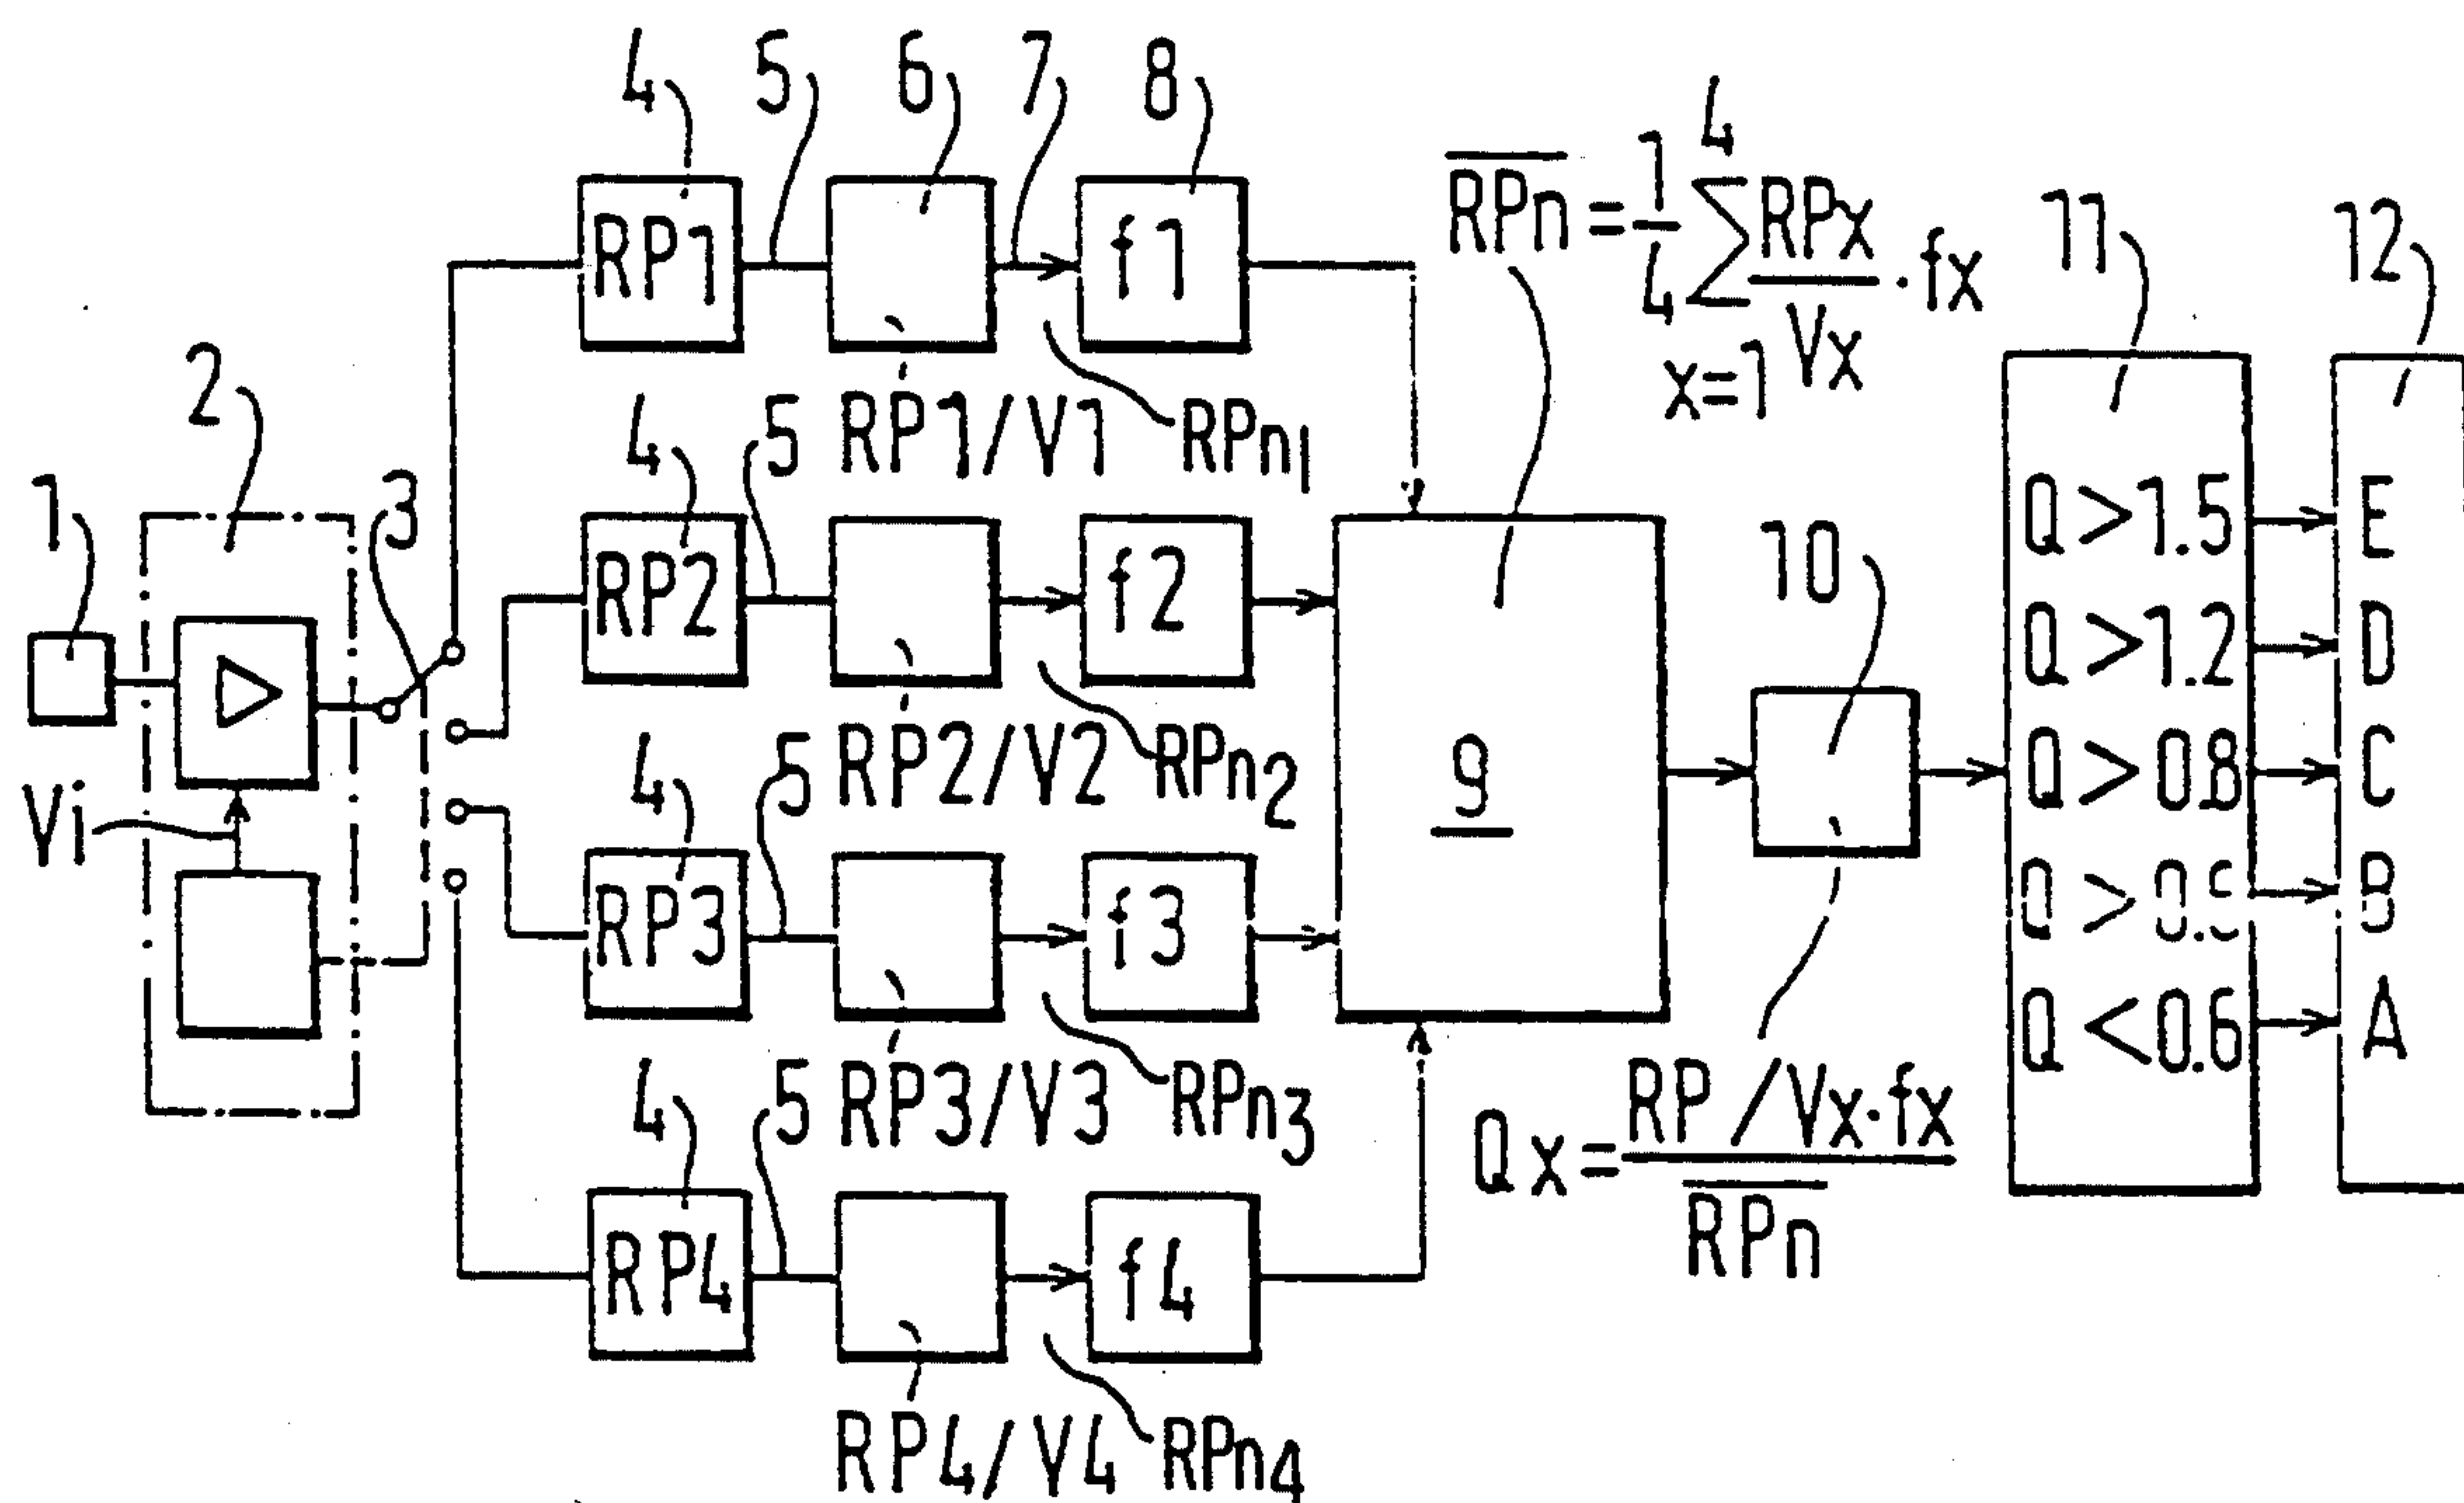 4 5 6 7 8
RP1 f1
RP1/V1 RPn1
RPn = 1/4 4 Σ x=1 RPx/Vx · fx
1 2 3
Vi
4 5
RP2 f2
RP2/V2 RPn2
4 5
RP3 f3
RP3/V3 RPn3
4 5
RP4 f4
RP4/V4 RPn4
9
10
Qx = RP /Vx·fx / RPn
11 12
Q >1.5 E
Q >1.2 D
Q >0.8 C
Q > B
Q <0.6 A